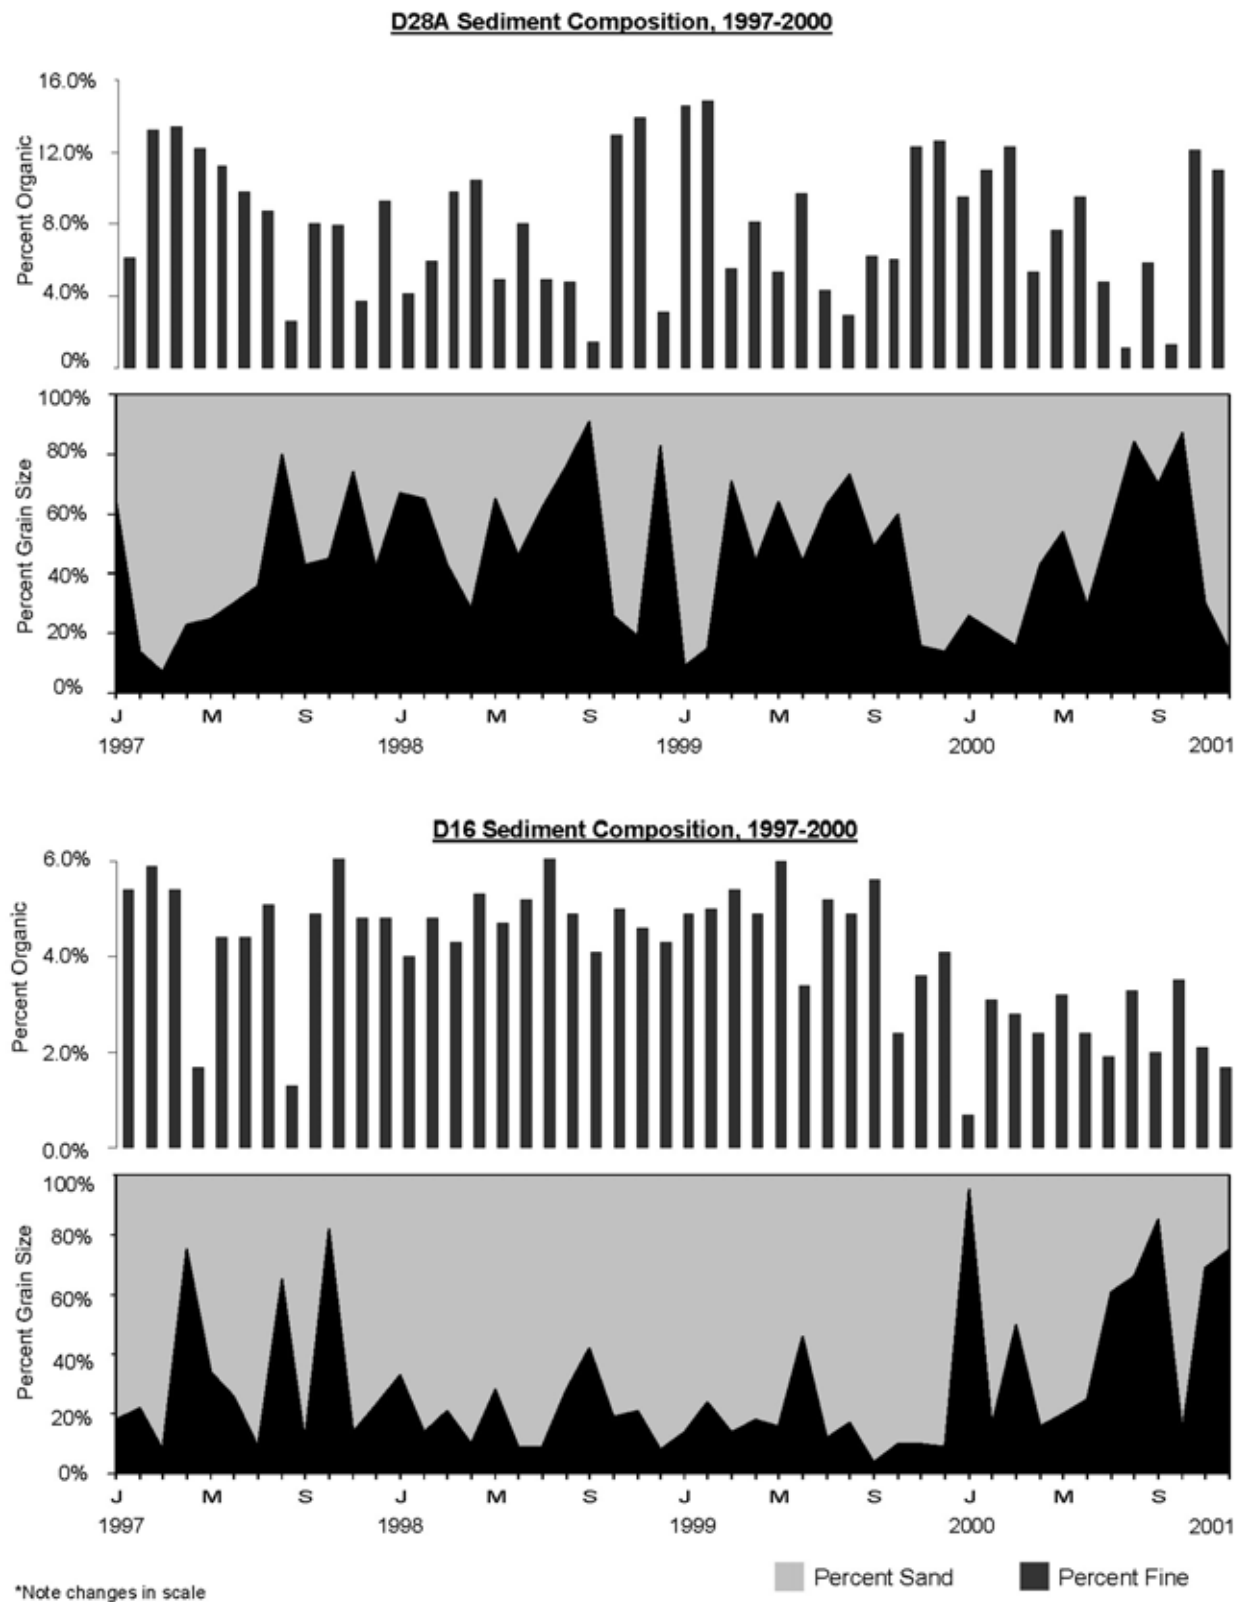 D28A Sediment Composition, 1997-2000
Percent Organic
16.0%
12.0%
8.0%
4.0%
0%
Percent Grain Size
100%
80%
60%
40%
20%
0%
J M S J M S J M S J M S
1997 1998 1999 2000 2001
D16 Sediment Composition, 1997-2000
Percent Organic
6.0%
4.0%
2.0%
0.0%
Percent Grain Size
100%
80%
60%
40%
20%
0%
J M S J M S J M S J M S
1997 1998 1999 2000 2001
Percent Sand Percent Fine
*Note changes in scale